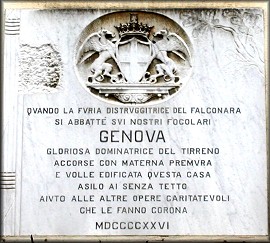 QVANDO LA FVRIA DISTRVGGITRICE DEL FALCONARA
SI ABBATTÈ SVI NOSTRI FOCOLARI
GENOVA
GLORIOSA DOMINATRICE DEL TIRRENO
ACCORSE CON MATERNA PREMVRA
E VOLLE EDIFICATA QVESTA CASA
ASILO AI SENZA TETTO
AIVTO ALLE ALTRE OPERE CARITATEVOLI
CHE LE FANNO CORONA
MDCCCCXXVI